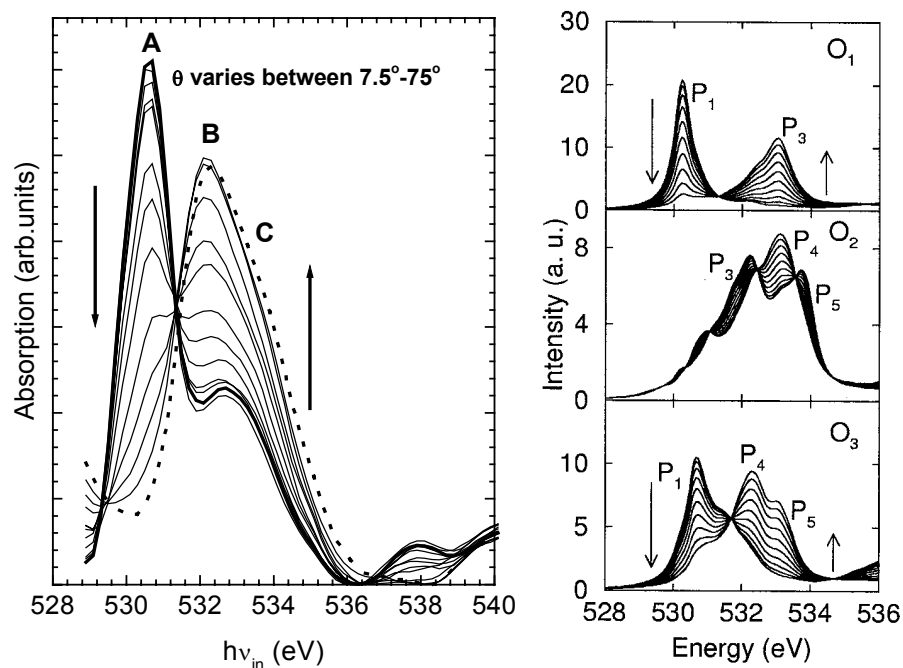 A
θ varies between 7.5°-75°
B
C
Absorption (arb.units)
528 530 532 534 536 538 540
hν_in (eV)
30
O₁
20
P₁
P₃
10
0
O₂
8
P₄
P₃
P₅
4
0
O₃
10
P₁
P₄
P₅
5
0
Intensity (a. u.)
528 530 532 534 536
Energy (eV)